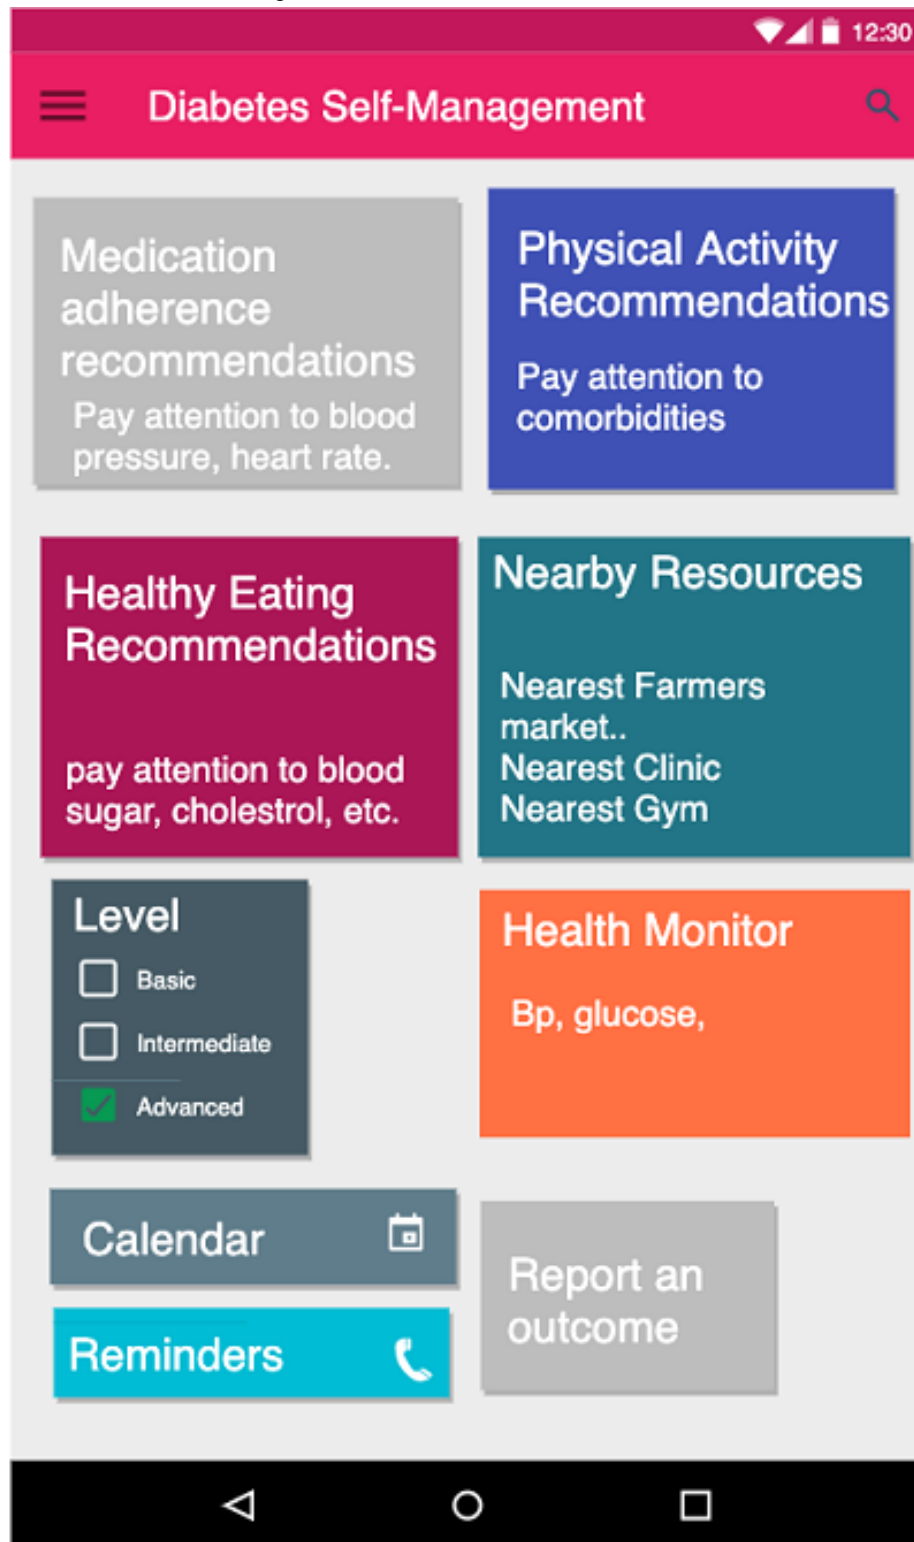 12:30
Diabetes Self-Management
Medication
adherence
recommendations
Pay attention to blood
pressure, heart rate.
Physical Activity
Recommendations
Pay attention to
comorbidities
Healthy Eating
Recommendations
pay attention to blood
sugar, cholestrol, etc.
Nearby Resources
Nearest Farmers
market..
Nearest Clinic
Nearest Gym
Level
Basic
Intermediate
Advanced
Health Monitor
Bp, glucose,
Calendar
Reminders
Report an
outcome